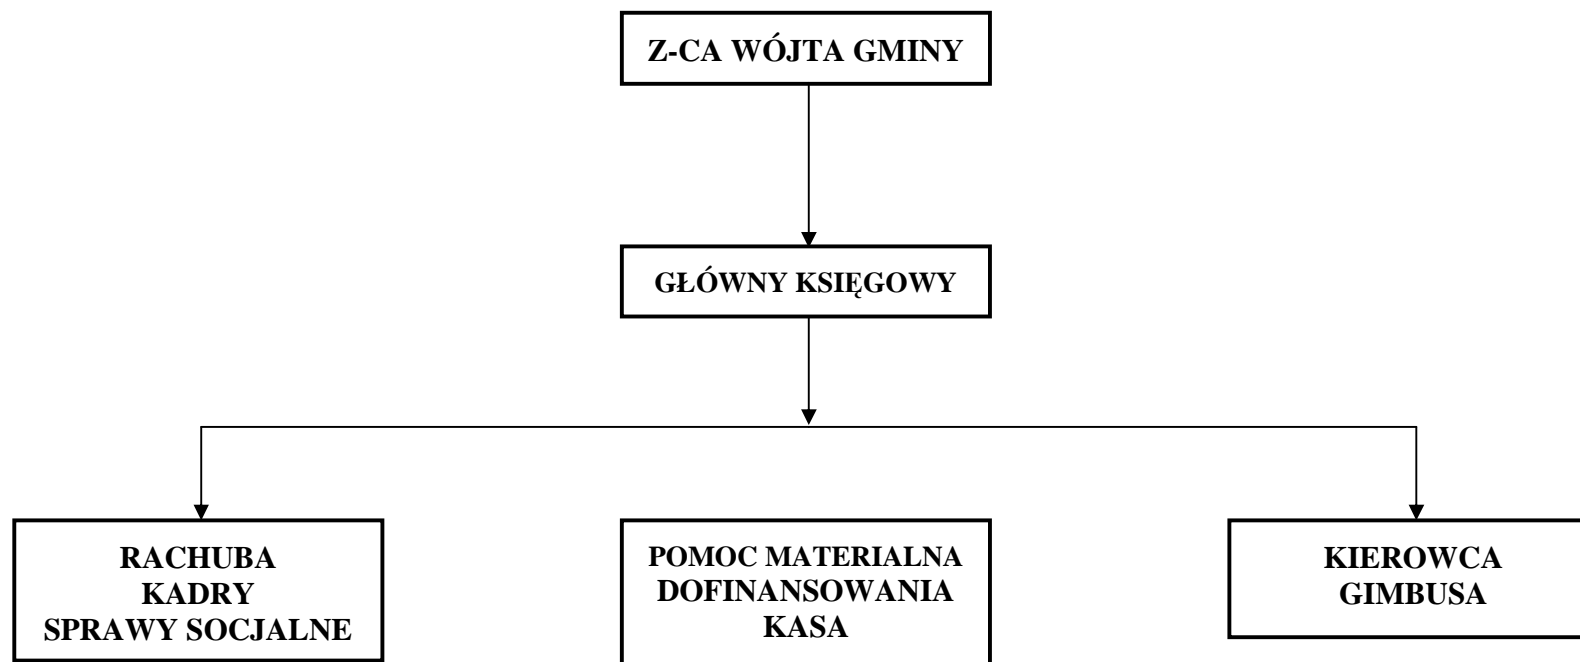 Z-CA WÓJTA GMINY
GŁÓWNY KSIĘGOWY
RACHUBA
KADRY
SPRAWY SOCJALNE
POMOC MATERIALNA
DOFINANSOWANIA
KASA
KIEROWCA
GIMBUSA